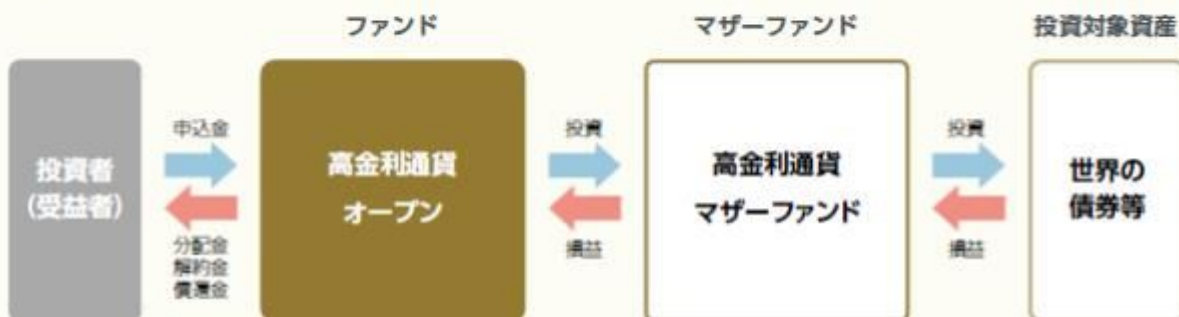 ファンド
マザーファンド
投資対象資産
投資者
(受益者)
申込金
分配金
解約金
償還金
高金利通貨
オープン
投資
損益
高金利通貨
マザーファンド
投資
損益
世界の
債券等